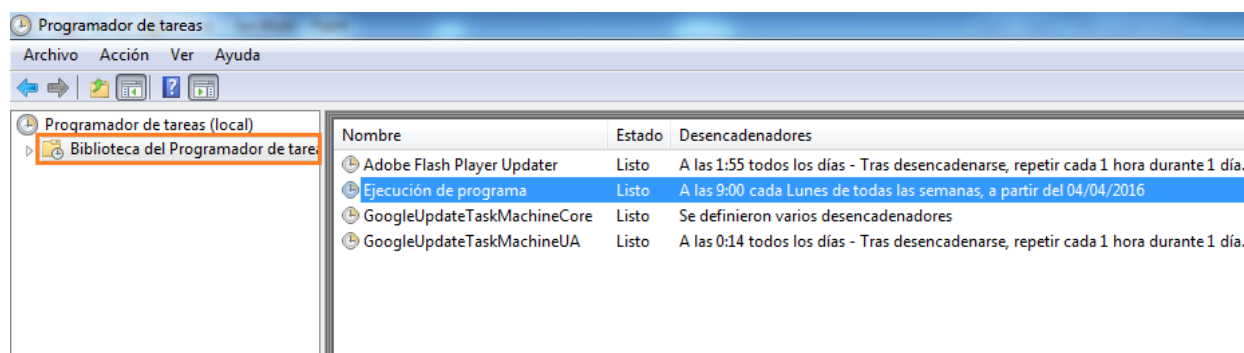 Programador de tareas
Archivo Acción Ver Ayuda
Programador de tareas (local)
Biblioteca del Programador de tarea
Nombre Estado Desencadenadores
Adobe Flash Player Updater Listo A las 1:55 todos los días - Tras desencadenarse, repetir cada 1 hora durante 1 día.
Ejecución de programa Listo A las 9:00 cada Lunes de todas las semanas, a partir del 04/04/2016
GoogleUpdateTaskMachineCore Listo Se definieron varios desencadenadores
GoogleUpdateTaskMachineUA Listo A las 0:14 todos los días - Tras desencadenarse, repetir cada 1 hora durante 1 día.